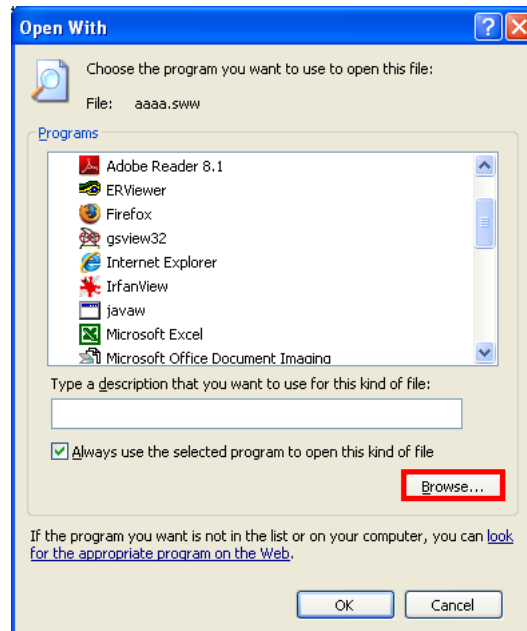 Open With
Choose the program you want to use to open this file:
File: aaaa.sww
Programs
Adobe Reader 8.1
ERViewer
Firefox
gsview32
Internet Explorer
IrfanView
javaw
Microsoft Excel
Microsoft Office Document Imaging
Type a description that you want to use for this kind of file:
Always use the selected program to open this kind of file
Browse...
If the program you want is not in the list or on your computer, you can look
for the appropriate program on the Web.
OK Cancel